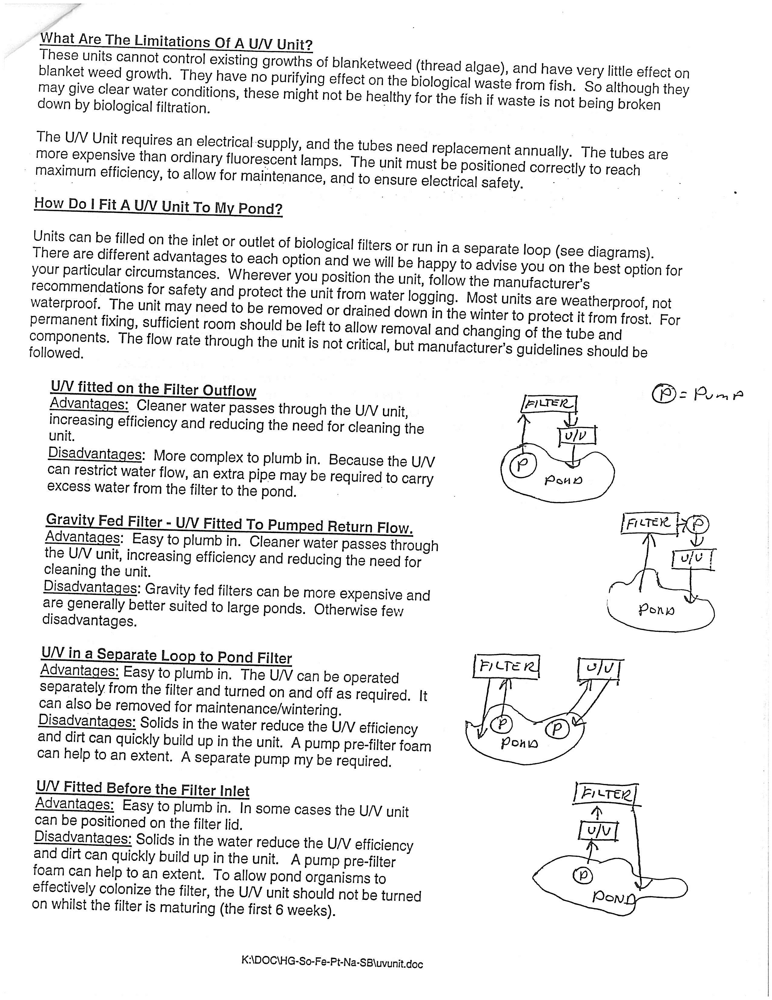 What Are The Limitations Of A U/V Unit?
These units cannot control existing growths of blanketweed (thread algae), and have very little effect on
blanket weed growth.  They have no purifying effect on the biological waste from fish.  So although they
may give clear water conditions, these might not be healthy for the fish if waste is not being broken
down by biological filtration.
The U/V Unit requires an electrical supply, and the tubes need replacement annually.  The tubes are
more expensive than ordinary fluorescent lamps.  The unit must be positioned correctly to reach
maximum efficiency, to allow for maintenance, and to ensure electrical safety.
How Do I Fit A U/V Unit To My Pond?
Units can be filled on the inlet or outlet of biological filters or run in a separate loop (see diagrams).
There are different advantages to each option and we will be happy to advise you on the best option for
your particular circumstances.  Wherever you position the unit, follow the manufacturer's
recommendations for safety and protect the unit from water logging.  Most units are weatherproof, not
waterproof.  The unit may need to be removed or drained down in the winter to protect it from frost.  For
permanent fixing, sufficient room should be left to allow removal and changing of the tube and
components.  The flow rate through the unit is not critical, but manufacturer's guidelines should be
followed.
U/V fitted on the Filter Outflow
Advantages:  Cleaner water passes through the U/V unit,
increasing efficiency and reducing the need for cleaning the
unit.
Disadvantages:  More complex to plumb in.  Because the U/V
can restrict water flow, an extra pipe may be required to carry
excess water from the filter to the pond.
P = Pump
FILTER
U/V
P
POND
Gravity Fed Filter - U/V Fitted To Pumped Return Flow.
Advantages:  Easy to plumb in.  Cleaner water passes through
the U/V unit, increasing efficiency and reducing the need for
cleaning the unit.
Disadvantages: Gravity fed filters can be more expensive and
are generally better suited to large ponds.  Otherwise few
disadvantages.
FILTER
P
U/U
POND
U/V in a Separate Loop to Pond Filter
Advantages: Easy to plumb in.  The U/V can be operated
separately from the filter and turned on and off as required.  It
can also be removed for maintenance/wintering.
Disadvantages: Solids in the water reduce the U/V efficiency
and dirt can quickly build up in the unit.  A pump pre-filter foam
can help to an extent.  A separate pump my be required.
FILTER
U/V
P
P
POND
U/V Fitted Before the Filter Inlet
Advantages:  Easy to plumb in.  In some cases the U/V unit
can be positioned on the filter lid.
Disadvantages: Solids in the water reduce the U/V efficiency
and dirt can quickly build up in the unit.  A pump pre-filter
foam can help to an extent.  To allow pond organisms to
effectively colonize the filter, the U/V unit should not be turned
on whilst the filter is maturing (the first 6 weeks).
FILTER
U/V
P
POND
K:\DOC\HG-So-Fe-Pt-Na-SB\uvunit.doc